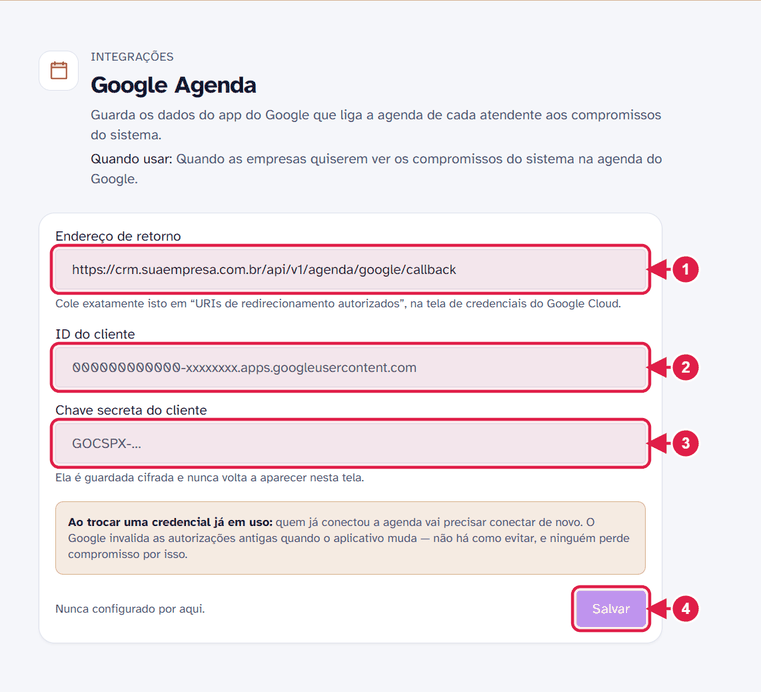 INTEGRAÇÕES
Google Agenda
Guarda os dados do app do Google que liga a agenda de cada atendente aos compromissos
do sistema.
Quando usar: Quando as empresas quiserem ver os compromissos do sistema na agenda do
Google.
Endereço de retorno
https://crm.suaempresa.com.br/api/v1/agenda/google/callback
1
Cole exatamente isto em “URIs de redirecionamento autorizados”, na tela de credenciais do Google Cloud.
ID do cliente
000000000000-xxxxxxxx.apps.googleusercontent.com
2
Chave secreta do cliente
GOCSPX-...
3
Ela é guardada cifrada e nunca volta a aparecer nesta tela.
Ao trocar uma credencial já em uso: quem já conectou a agenda vai precisar conectar de novo. O
Google invalida as autorizações antigas quando o aplicativo muda — não há como evitar, e ninguém perde
compromisso por isso.
Nunca configurado por aqui.
Salvar
4